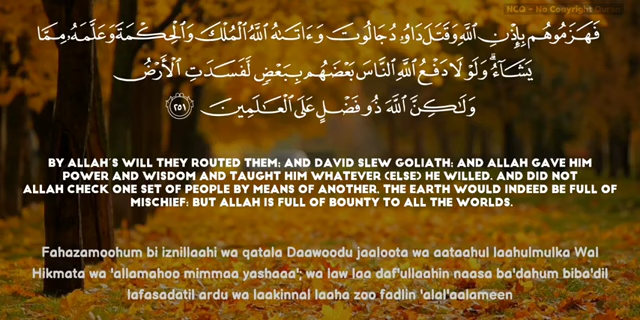 NCQ - No Copyright Quran
فَهَزَمُوهُم بِإِذْنِ ٱللَّهِ وَقَتَلَ دَاوُۥدُ جَالُوتَ وَءَاتَىٰهُ ٱللَّهُ ٱلْمُلْكَ وَٱلْحِكْمَةَ وَعَلَّمَهُۥ مِمَّا
يَشَآءُ ۗ وَلَوْلَا دَفْعُ ٱللَّهِ ٱلنَّاسَ بَعْضَهُم بِبَعْضٍ لَّفَسَدَتِ ٱلْأَرْضُ
وَلَـٰكِنَّ ٱللَّهَ ذُو فَضْلٍ عَلَى ٱلْعَـٰلَمِينَ ٢٥١
BY ALLAH'S WILL THEY ROUTED THEM; AND DAVID SLEW GOLIATH; AND ALLAH GAVE HIM
POWER AND WISDOM AND TAUGHT HIM WHATEVER (ELSE) HE WILLED. AND DID NOT
ALLAH CHECK ONE SET OF PEOPLE BY MEANS OF ANOTHER, THE EARTH WOULD INDEED BE FULL OF
MISCHIEF: BUT ALLAH IS FULL OF BOUNTY TO ALL THE WORLDS.
Fahazamoohum bi iznillaahi wa qatala Daawoodu jaaloota wa aataahul laahulmulka Wal
Hikmata wa 'allamahoo mimmaa yashaaa'; wa law laa daf'ullaahin naasa ba'dahum biba'dil
lafasadatil ardu wa laakinnal laaha zoo fadlin 'alal'aalameen